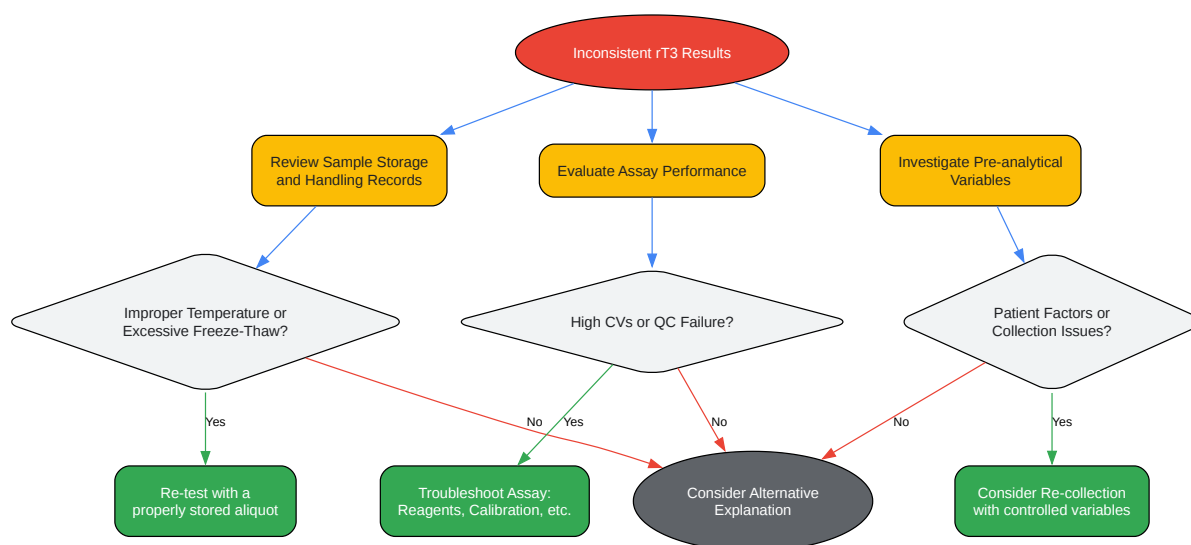 Inconsistent rT3 Results
Review Sample Storage
and Handling Records
Evaluate Assay Performance
Investigate Pre-analytical
Variables
Improper Temperature or
Excessive Freeze-Thaw?
High CVs or QC Failure?
Patient Factors or
Collection Issues?
Yes
No
Yes
No
No
Yes
Re-test with a
properly stored aliquot
Troubleshoot Assay:
Reagents, Calibration, etc.
Consider Alternative
Explanation
Consider Re-collection
with controlled variables